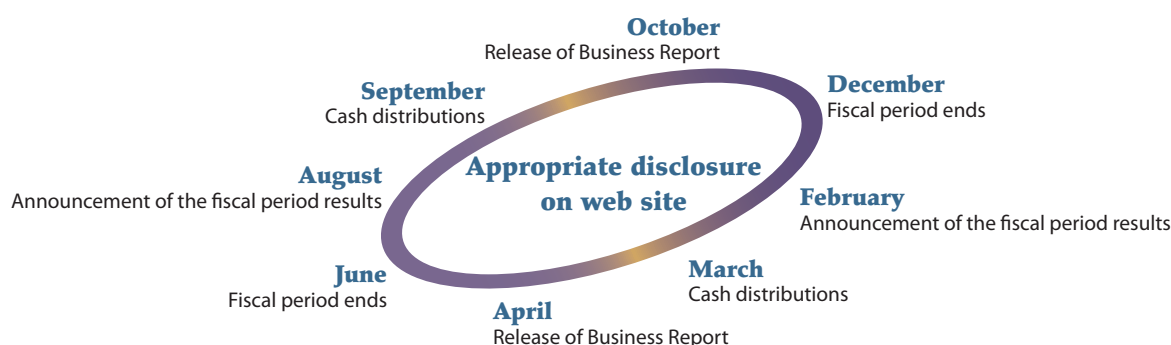 October
Release of Business Report
December
Fiscal period ends
February
Announcement of the fiscal period results
March
Cash distributions
April
Release of Business Report
June
Fiscal period ends
August
Announcement of the fiscal period results
September
Cash distributions
Appropriate disclosure
on web site